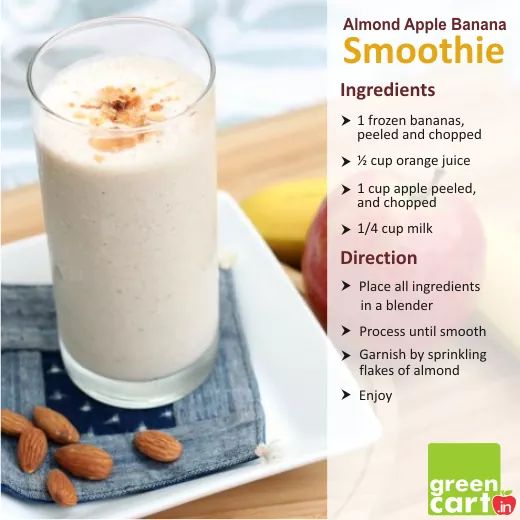 Almond Apple Banana
Smoothie
Ingredients
1 frozen bananas,
peeled and chopped
½ cup orange juice
1 cup apple peeled,
and chopped
1/4 cup milk
Direction
Place all ingredients
in a blender
Process until smooth
Garnish by sprinkling
flakes of almond
Enjoy
green
cart.in